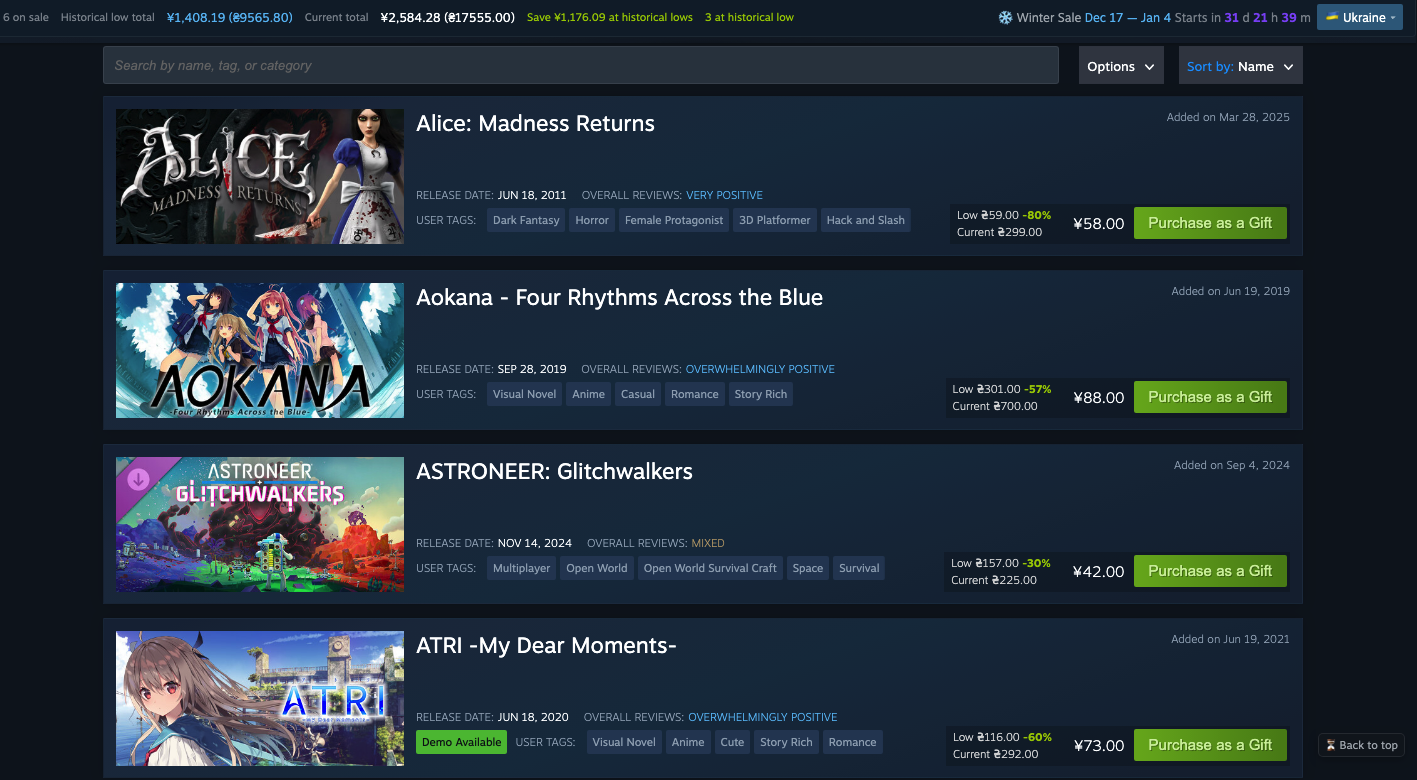 6 on sale Historical low total ¥1,408.19 (₴9565.80) Current total ¥2,584.28 (₴17555.00) Save ¥1,176.09 at historical lows 3 at historical low Winter Sale Dec 17 — Jan 4 Starts in 31 d 21 h 39 m Ukraine
Search by name, tag, or category Options Sort by: Name
ALICE
MADNESS RETURNS
Alice: Madness Returns
Added on Mar 28, 2025
RELEASE DATE: JUN 18, 2011 OVERALL REVIEWS: VERY POSITIVE
USER TAGS: Dark Fantasy Horror Female Protagonist 3D Platformer Hack and Slash
Low ₴59.00 -80%
Current ₴299.00
¥58.00 Purchase as a Gift
AOKANA
-Four Rhythms Across the Blue-
Aokana - Four Rhythms Across the Blue
Added on Jun 19, 2019
RELEASE DATE: SEP 28, 2019 OVERALL REVIEWS: OVERWHELMINGLY POSITIVE
USER TAGS: Visual Novel Anime Casual Romance Story Rich
Low ₴301.00 -57%
Current ₴700.00
¥88.00 Purchase as a Gift
ASTRONEER
GLITCHWALKERS
ASTRONEER: Glitchwalkers
Added on Sep 4, 2024
RELEASE DATE: NOV 14, 2024 OVERALL REVIEWS: MIXED
USER TAGS: Multiplayer Open World Open World Survival Craft Space Survival
Low ₴157.00 -30%
Current ₴225.00
¥42.00 Purchase as a Gift
ATRI
ATRI -My Dear Moments-
Added on Jun 19, 2021
RELEASE DATE: JUN 18, 2020 OVERALL REVIEWS: OVERWHELMINGLY POSITIVE
Demo Available USER TAGS: Visual Novel Anime Cute Story Rich Romance
Low ₴116.00 -60%
Current ₴292.00
¥73.00 Purchase as a Gift
Back to top